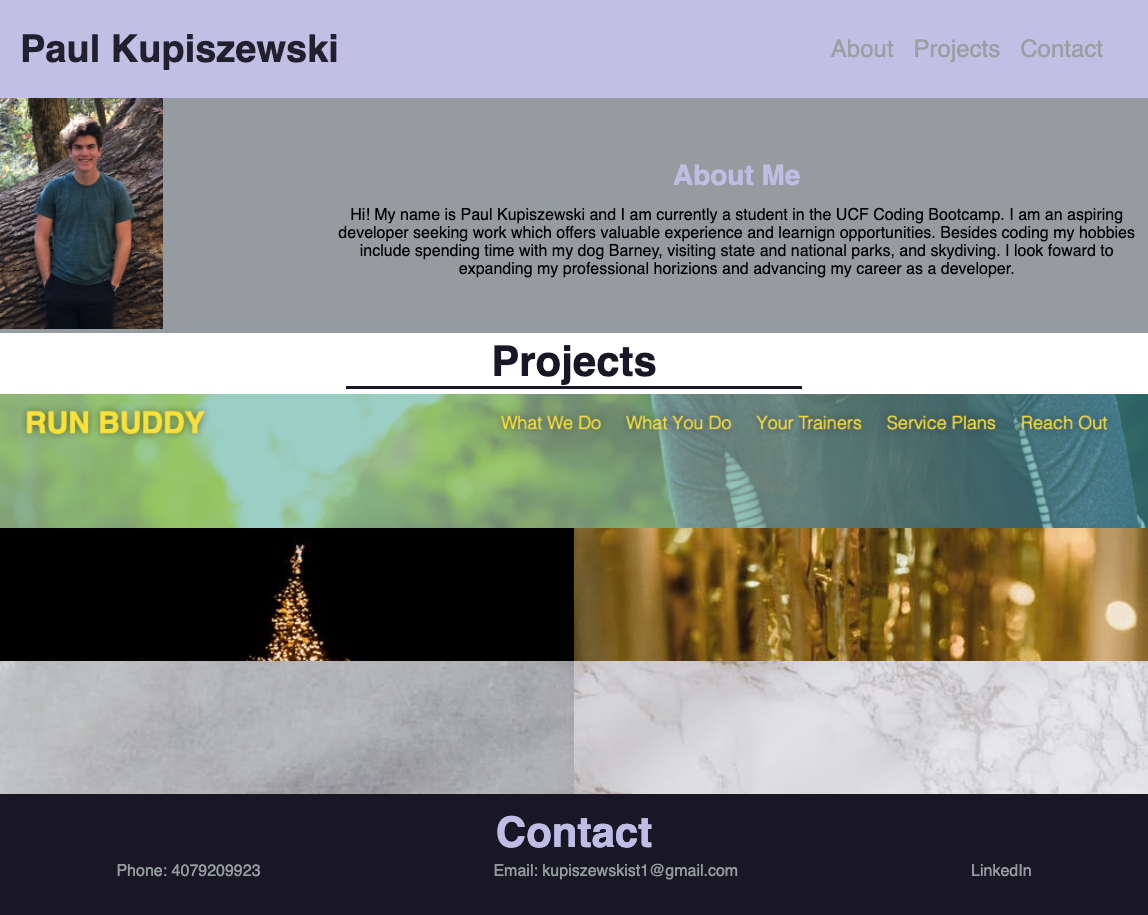 Paul Kupiszewski
About Projects Contact
About Me
Hi! My name is Paul Kupiszewski and I am currently a student in the UCF Coding Bootcamp. I am an aspiring
developer seeking work which offers valuable experience and learnign opportunities. Besides coding my hobbies
include spending time with my dog Barney, visiting state and national parks, and skydiving. I look foward to
expanding my professional horizions and advancing my career as a developer.
Projects
RUN BUDDY What We Do What You Do Your Trainers Service Plans Reach Out
Contact
Phone: 4079209923 Email: kupiszewskist1@gmail.com LinkedIn